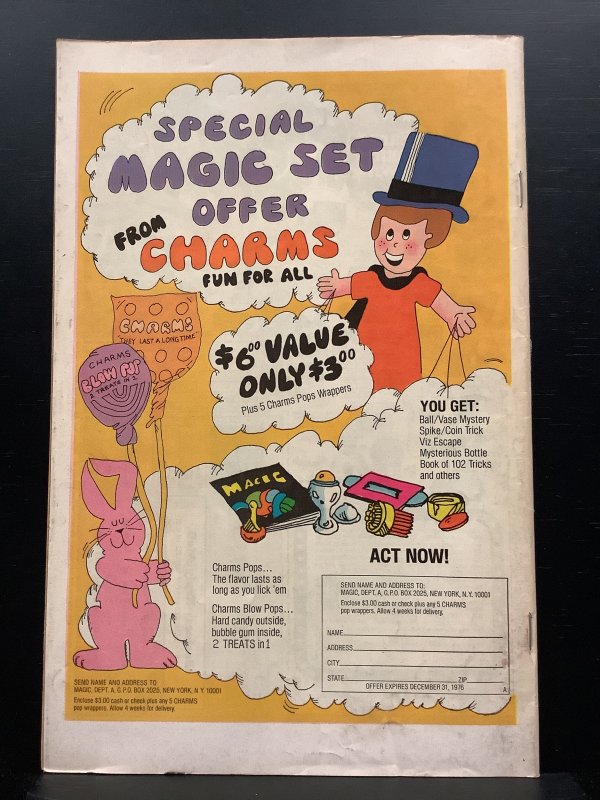 SPECIAL
MAGIC SET
OFFER
FROM
CHARMS
FUN FOR ALL
CHARMS
THEY LAST A LONG TIME
CHARMS
BLOW POP
2 TREATS IN 1
$6.00 VALUE
ONLY $3.00
Plus 5 Charms Pops Wrappers
YOU GET:
Ball/Vase Mystery
Spike/Coin Trick
Viz Escape
Mysterious Bottle
Book of 102 Tricks
and others
MAGIC
ACT NOW!
Charms Pops...
The flavor lasts as
long as you lick 'em
Charms Blow Pops...
Hard candy outside,
bubble gum inside,
2 TREATS in 1
SEND NAME AND ADDRESS TO:
MAGIC, DEPT. A, G.P.O. BOX 2025, NEW YORK, N.Y. 10001
Enclose $3.00 cash or check plus any 5 CHARMS
pop wrappers. Allow 4 weeks for delivery.
NAME
ADDRESS
CITY
STATE ZIP
OFFER EXPIRES DECEMBER 31, 1976
A
SEND NAME AND ADDRESS TO
MAGIC, DEPT. A, G.P.O. BOX 2025, NEW YORK, N.Y. 10001
Enclose $3.00 cash or check plus any 5 CHARMS
pop wrappers. Allow 4 weeks for delivery.